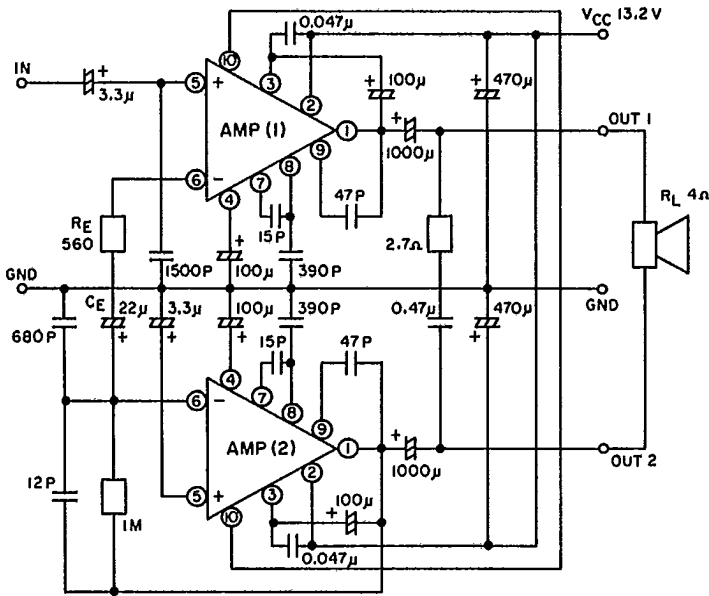 0.047μ
VCC 13.2V
10
3
IN
+
3.3μ
5
+
2
+
100μ
+
470μ
AMP (1)
1
+
1000μ
OUT 1
9
8
6
−
7
4
47P
RL 4Ω
RE
560
15P
+
1500P
100μ
390P
2.7Ω
GND
GND
CE
22μ
3.3μ
100μ
390P
0.47μ
470μ
680P
+
+
+
15P
47P
+
4
7
6
−
8
9
AMP (2)
1
+
1000μ
OUT 2
2
12P
5
+
3
+
100μ
1M
10
0.047μ